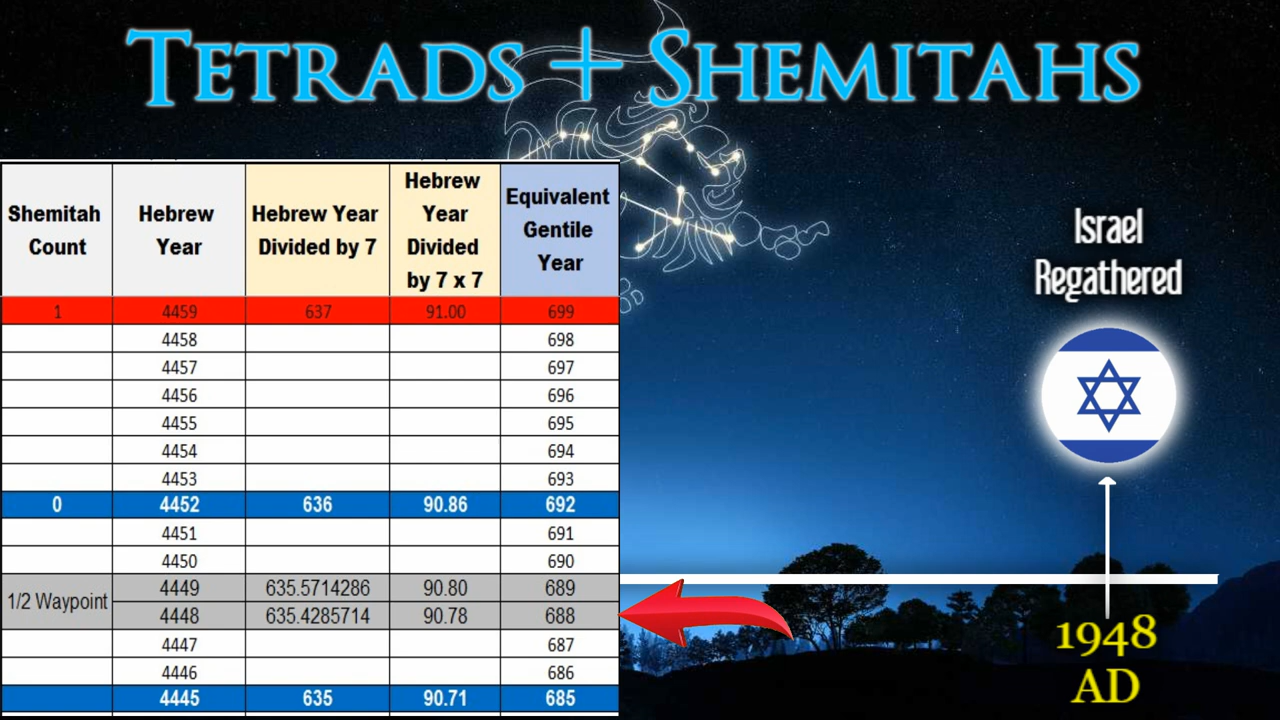 TETRADS + SHEMITAHS
Shemitah Count | Hebrew Year | Hebrew Year Divided by 7 | Hebrew Year Divided by 7 x 7 | Equivalent Gentile Year
1 | 4459 | 637 | 91.00 | 699
4458 | 698
4457 | 697
4456 | 696
4455 | 695
4454 | 694
4453 | 693
0 | 4452 | 636 | 90.86 | 692
4451 | 691
4450 | 690
1/2 Waypoint | 4449 | 635.5714286 | 90.80 | 689
4448 | 635.4285714 | 90.78 | 688
4447 | 687
4446 | 686
4445 | 635 | 90.71 | 685
Israel
Regathered
1948
AD